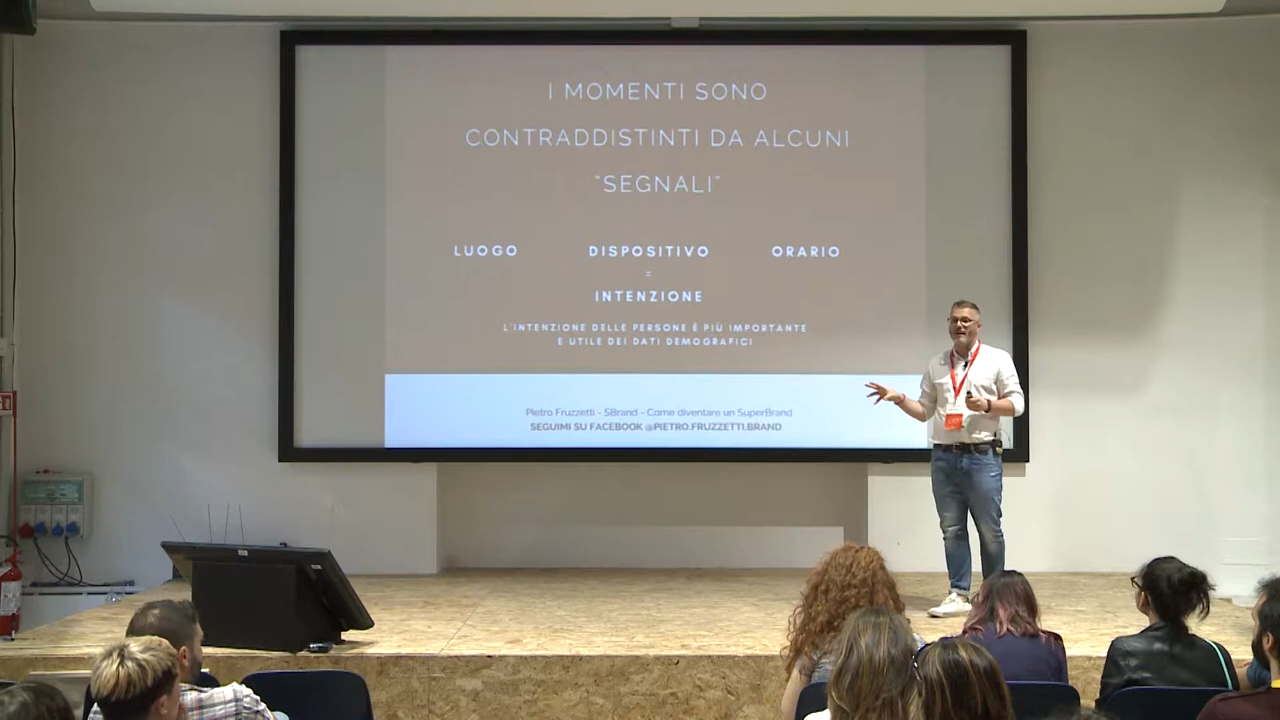 I MOMENTI SONO
CONTRADDISTINTI DA ALCUNI
"SEGNALI"
LUOGO DISPOSITIVO ORARIO
=
INTENZIONE
L'INTENZIONE DELLE PERSONE È PIÙ IMPORTANTE
E UTILE DEI DATI DEMOGRAFICI
Pietro Fruzzetti - SBrand - Come diventare un SuperBrand
SEGUIMI SU FACEBOOK @PIETRO.FRUZZETTI.BRAND